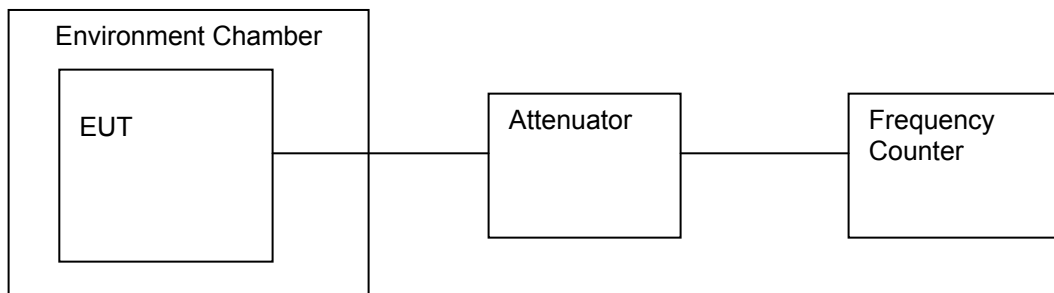 Environment Chamber
EUT
Attenuator
Frequency
Counter